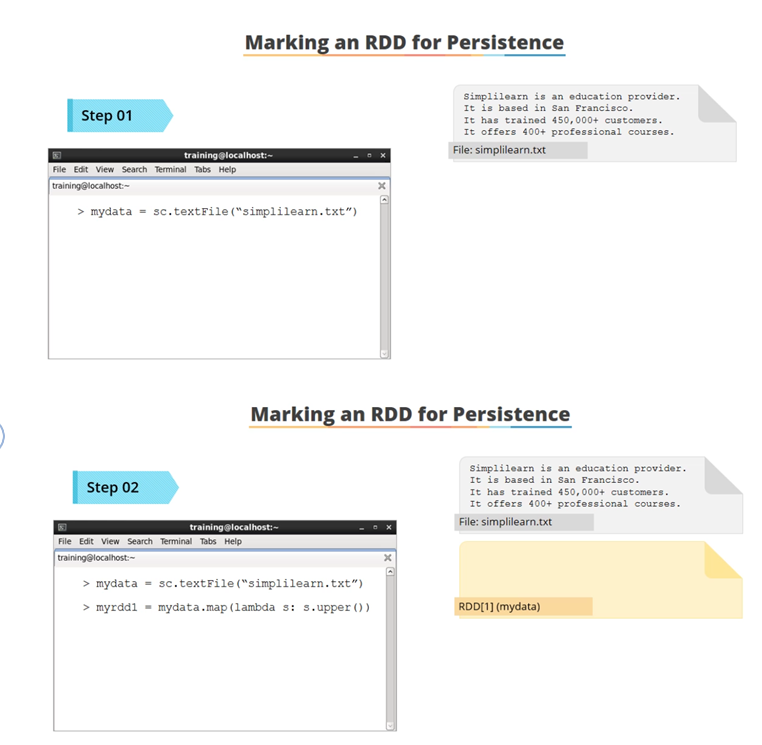 Marking an RDD for Persistence
Step 01
training@localhost:~
File Edit View Search Terminal Tabs Help
training@localhost:~
> mydata = sc.textFile(“simplilearn.txt”)
Simplilearn is an education provider.
It is based in San Francisco.
It has trained 450,000+ customers.
It offers 400+ professional courses.
File: simplilearn.txt
Marking an RDD for Persistence
Step 02
training@localhost:~
File Edit View Search Terminal Tabs Help
training@localhost:~
> mydata = sc.textFile(“simplilearn.txt”)
> myrdd1 = mydata.map(lambda s: s.upper())
Simplilearn is an education provider.
It is based in San Francisco.
It has trained 450,000+ customers.
It offers 400+ professional courses.
File: simplilearn.txt
RDD[1] (mydata)